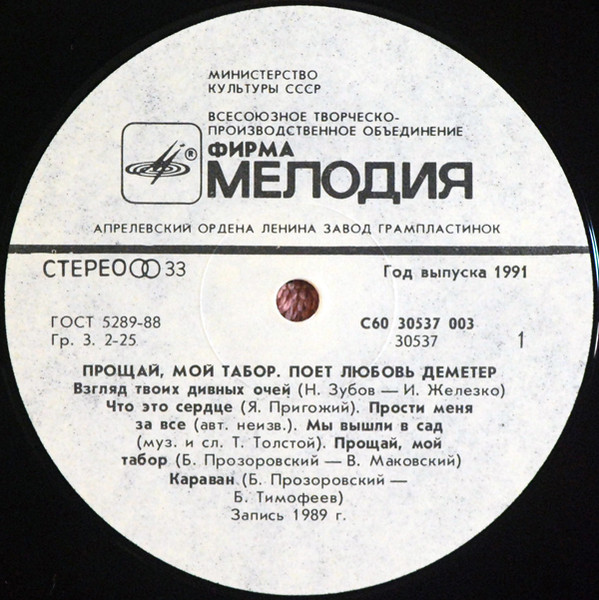 МИНИСТЕРСТВО
КУЛЬТУРЫ СССР
ВСЕСОЮЗНОЕ ТВОРЧЕСКО-
ПРОИЗВОДСТВЕННОЕ ОБЪЕДИНЕНИЕ
®
ФИРМА
МЕЛОДИЯ
АПРЕЛЕВСКИЙ ОРДЕНА ЛЕНИНА ЗАВОД ГРАМПЛАСТИНОК
СТЕРЕО 33
Год выпуска 1991
ГОСТ 5289-88
С60 30537 003
Гр. 3. 2-25
30537
1
ПРОЩАЙ, МОЙ ТАБОР. ПОЕТ ЛЮБОВЬ ДЕМЕТЕР
Взгляд твоих дивных очей (Н. Зубов — И. Железко)
Что это сердце (Я. Пригожий). Прости меня
за все (авт. неизв.). Мы вышли в сад
(муз. и сл. Т. Толстой). Прощай, мой
табор (Б. Прозоровский — В. Маковский)
Караван (Б. Прозоровский —
Б. Тимофеев)
Запись 1989 г.